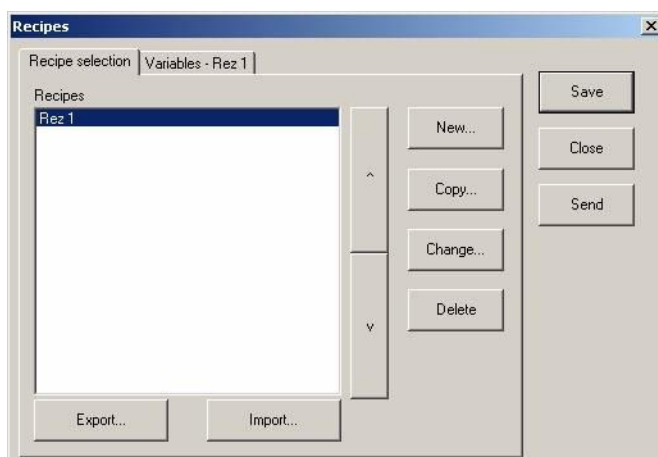 Recipes
Recipe selection
Variables - Rez 1
Recipes
Rez 1
^
v
New...
Copy...
Change...
Delete
Export...
Import...
Save
Close
Send